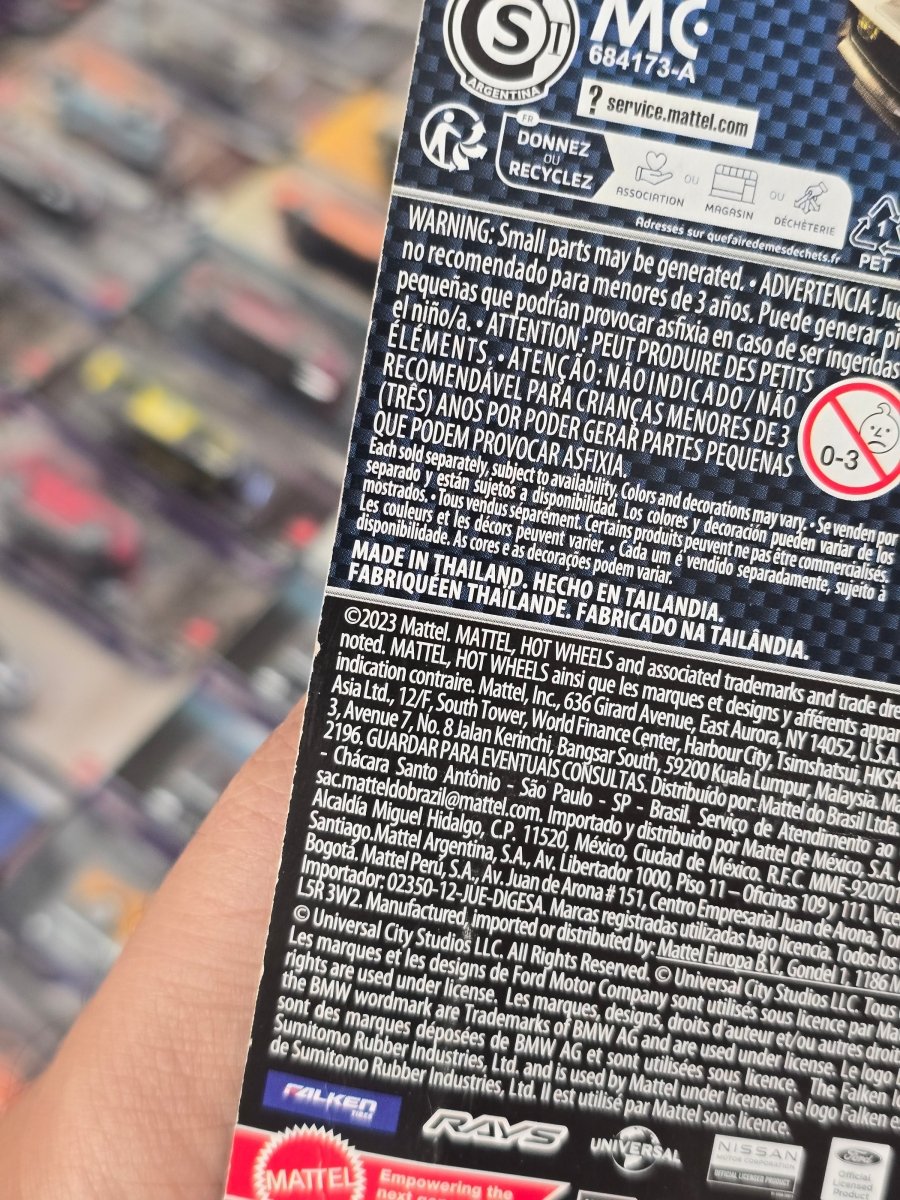 S
T
ARGENTINA
MC
684173-A
? service.mattel.com
FR
DONNEZ
OU
RECYCLEZ
ASSOCIATION
OU
MAGASIN
OU
DÉCHÈTERIE
Adresses sur quefairedemesdechets.fr
1
PET
WARNING: Small parts may be generated. • ADVERTENCIA:
no recomendado para menores de 3 años. Puede generar
pequeñas que podrían provocar asfixia en caso de ser ingeridas
el niño/a. • ATTENTION : PEUT PRODUIRE DES PETITS
ÉLÉMENTS. • ATENÇÃO : NÃO INDICADO / NÃO
RECOMENDÁVEL PARA CRIANÇAS MENORES DE 3
(TRÊS) ANOS POR PODER GERAR PARTES PEQUENAS
QUE PODEM PROVOCAR ASFIXIA.
0-3
Each sold separately, subject to availability. Colors and decorations may vary. • Se venden por
separado y están sujetos a disponibilidad. Los colores y decoración pueden variar de los
mostrados. • Tous vendus séparément. Certains produits peuvent ne pas être commercialisés.
Les couleurs et les décors peuvent varier. • Cada um é vendido separadamente, sujeito à
disponibilidade. As cores e as decorações podem variar.
MADE IN THAILAND. HECHO EN TAILANDIA.
FABRIQUÉ EN THAÏLANDE. FABRICADO NA TAILÂNDIA.
©2023 Mattel. MATTEL, HOT WHEELS and associated trademarks and trade
noted. MATTEL, HOT WHEELS ainsi que les marques et designs y afférents
indication contraire. Mattel, Inc., 636 Girard Avenue, East Aurora, NY 14052, U.S.A.
Asia Ltd., 12/F, South Tower, World Finance Center, Harbour City, Tsimshatsui, HKSA
3, Avenue 7, No. 8 Jalan Kerinchi, Bangsar South, 59200 Kuala Lumpur, Malaysia.
2196. GUARDAR PARA EVENTUAIS CONSULTAS. Distribuído por: Mattel do Brasil Ltda.
- Chácara Santo Antônio - São Paulo - SP - Brasil. Serviço de Atendimento ao
sac.matteldobrazil@mattel.com. Importado y distribuido por Mattel de México, S.A.
Alcaldía Miguel Hidalgo, C.P. 11520, México, Ciudad de México. R.F.C. MME-920701
Santiago. Mattel Argentina, S.A., Av. Libertador 1000, Piso 11 – Oficinas 109 y 111,
Bogotá. Mattel Perú, S.A., Av. Juan de Arona # 151, Centro Empresarial Juan de Arona,
Importador: 02350-12-JUE-DIGESA. Marcas registradas utilizadas bajo licencia. Todos los
L5R 3W2. Manufactured, imported or distributed by: Mattel Europa B.V., Gondel 1, 1186 M
© Universal City Studios LLC. All Rights Reserved. © Universal City Studios LLC. Tous
Les marques et les designs de Ford Motor Company sont utilisés sous licence par
rights are used under license. Les marques, designs, droits d'auteur et/ou autres droits
the BMW wordmark are Trademarks of BMW AG and are used under license. Le logo
sont des marques déposées de BMW AG et sont utilisées sous licence. The Falken
Sumitomo Rubber Industries, Ltd. and is used by Mattel under license. Le logo Falken
de Sumitomo Rubber Industries, Ltd. Il est utilisé par Mattel sous licence.
FALKEN
TIRES
RAYS
UNIVERSAL
NISSAN
MOTOR CORPORATION
OFFICIAL LICENSED PRODUCT
Ford
Official
Licensed
Product
MATTEL
Empowering the